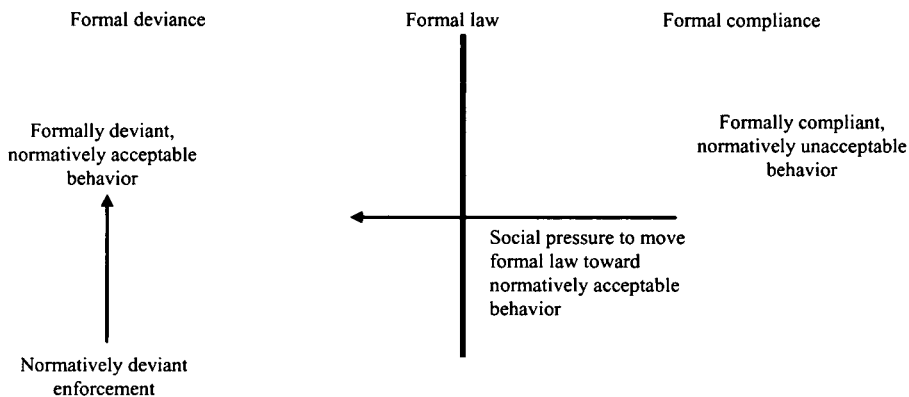 Formal deviance
Formal law
Formal compliance
Formally deviant,
normatively acceptable
behavior
Formally compliant,
normatively unacceptable
behavior
Social pressure to move
formal law toward
normatively acceptable
behavior
Normatively deviant
enforcement